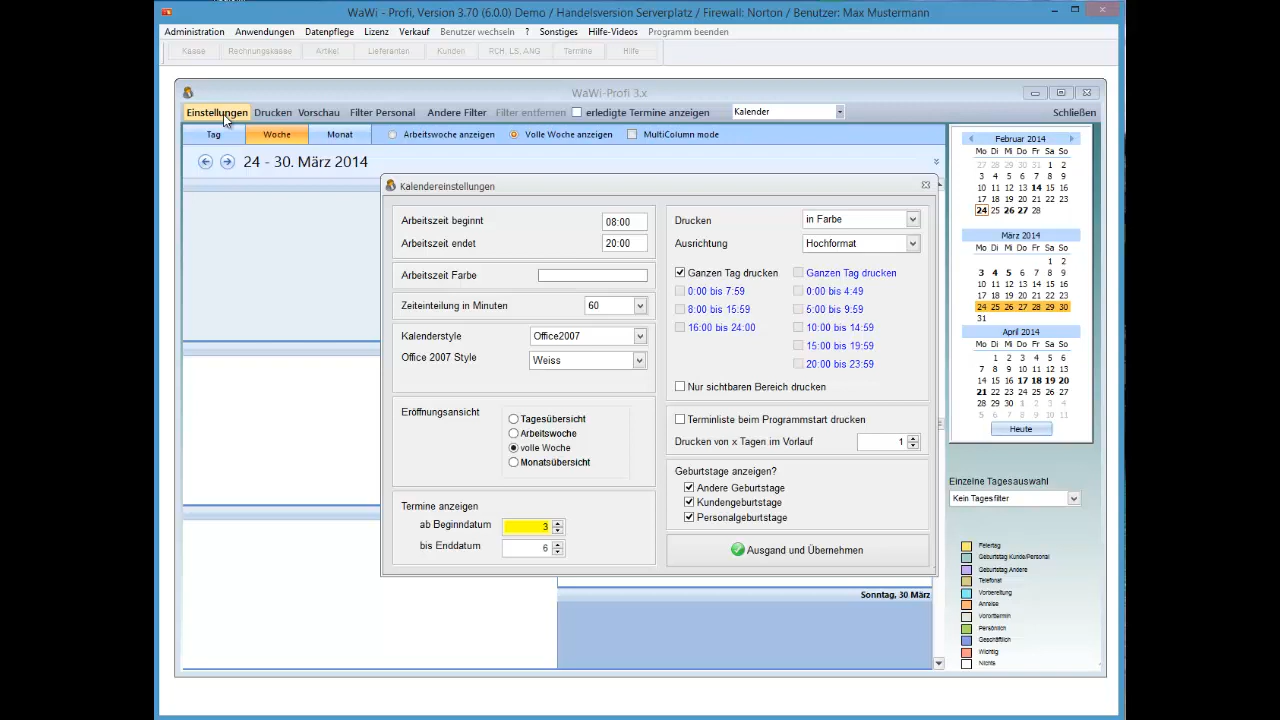 WaWi - Profi, Version 3.70 (6.0.0) Demo / Handelsversion Serverplatz / Firewall: Norton / Benutzer: Max Mustermann
Administration Anwendungen Datenpflege Lizenz Verkauf Benutzer wechseln ? Sonstiges Hilfe-Videos Programm beenden
Kasse Rechnungskasse Artikel Lieferanten Kunden RCH, LS, ANG Termine Hilfe
WaWi-Profi 3.x
Einstellungen Drucken Vorschau Filter Personal Andere Filter Filter entfernen erledigte Termine anzeigen Kalender Schließen
Tag Woche Monat Arbeitswoche anzeigen Volle Woche anzeigen MultiColumn mode
24 - 30. März 2014
Kalendereinstellungen
Arbeitszeit beginnt 08:00
Arbeitszeit endet 20:00
Arbeitszeit Farbe
Zeiteinteilung in Minuten 60
Kalenderstyle Office2007
Office 2007 Style Weiss
Eröffnungsansicht
Tagesübersicht
Arbeitswoche
volle Woche
Monatsübersicht
Termine anzeigen
ab Beginndatum 3
bis Enddatum 6
Drucken in Farbe
Ausrichtung Hochformat
Ganzen Tag drucken Ganzen Tag drucken
0:00 bis 7:59 0:00 bis 4:49
8:00 bis 15:59 5:00 bis 9:59
16:00 bis 24:00 10:00 bis 14:59
15:00 bis 19:59
20:00 bis 23:59
Nur sichtbaren Bereich drucken
Terminliste beim Programmstart drucken
Drucken von x Tagen im Vorlauf 1
Geburtstage anzeigen?
Andere Geburtstage
Kundengeburtstage
Personalgeburtstage
Ausgand und Übernehmen
Sonntag, 30 März
Februar 2014
Mo Di Mi Do Fr Sa So
27 28 29 30 31 1 2
3 4 5 6 7 8 9
10 11 12 13 14 15 16
17 18 19 20 21 22 23
24 25 26 27 28
März 2014
Mo Di Mi Do Fr Sa So
1 2
3 4 5 6 7 8 9
10 11 12 13 14 15 16
17 18 19 20 21 22 23
24 25 26 27 28 29 30
31
April 2014
Mo Di Mi Do Fr Sa So
1 2 3 4 5 6
7 8 9 10 11 12 13
14 15 16 17 18 19 20
21 22 23 24 25 26 27
28 29 30 1 2 3 4
5 6 7 8 9 10 11
Heute
Einzelne Tagesauswahl
Kein Tagesfilter
Feiertag
Geburtstag Kunde/Personal
Geburtstag Andere
Telefonat
Vorbereitung
Anreise
Vororttermin
Persönlich
Geschäftlich
Wichtig
Nichts